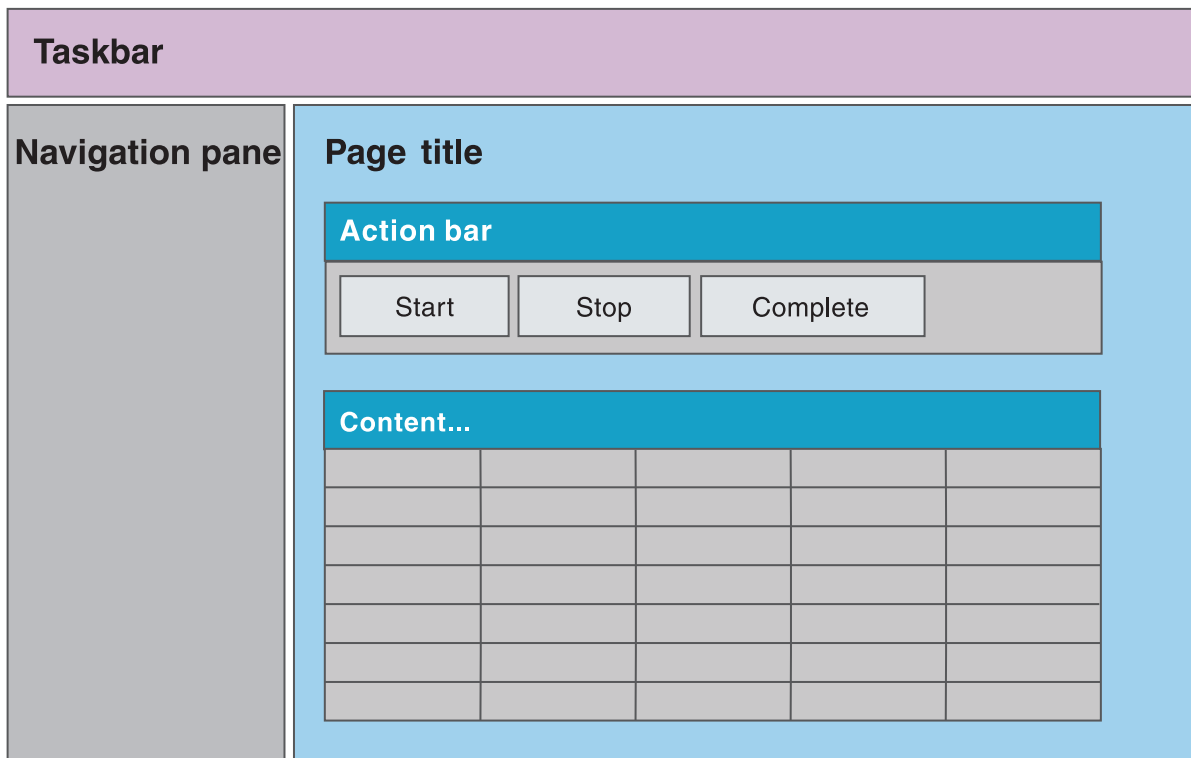 Taskbar
Navigation pane
Page title
Action bar
Start Stop Complete
Content...